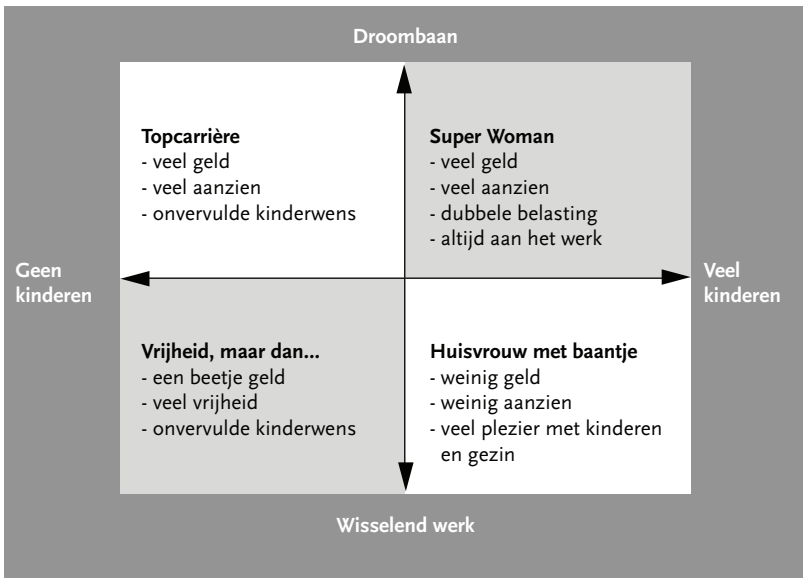 Droombaan
Topcarrière
- veel geld
- veel aanzien
- onvervulde kinderwens
Super Woman
- veel geld
- veel aanzien
- dubbele belasting
- altijd aan het werk
Geen
kinderen
Veel
kinderen
Vrijheid, maar dan...
- een beetje geld
- veel vrijheid
- onvervulde kinderwens
Huisvrouw met baantje
- weinig geld
- weinig aanzien
- veel plezier met kinderen
en gezin
Wisselend werk